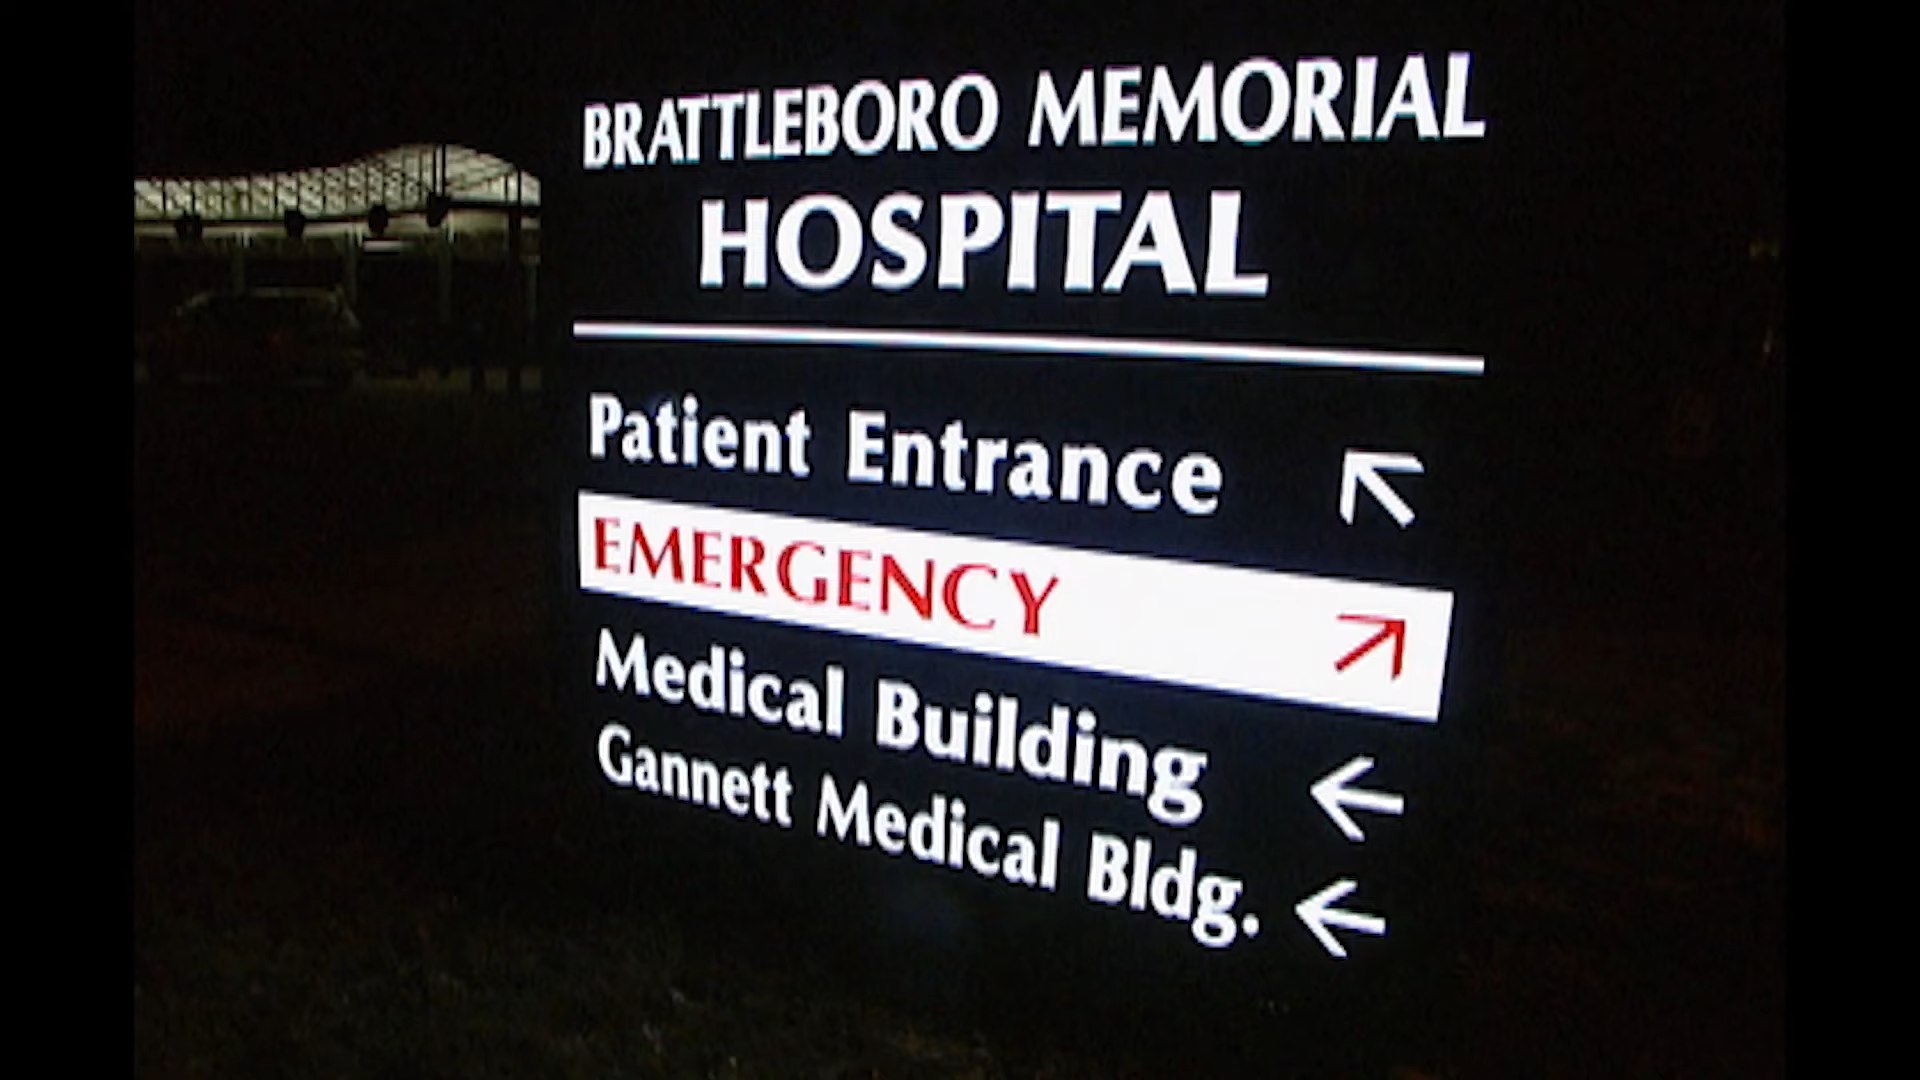 BRATTLEBORO MEMORIAL
HOSPITAL
Patient Entrance
EMERGENCY
Medical Building
Gannett Medical Bldg.